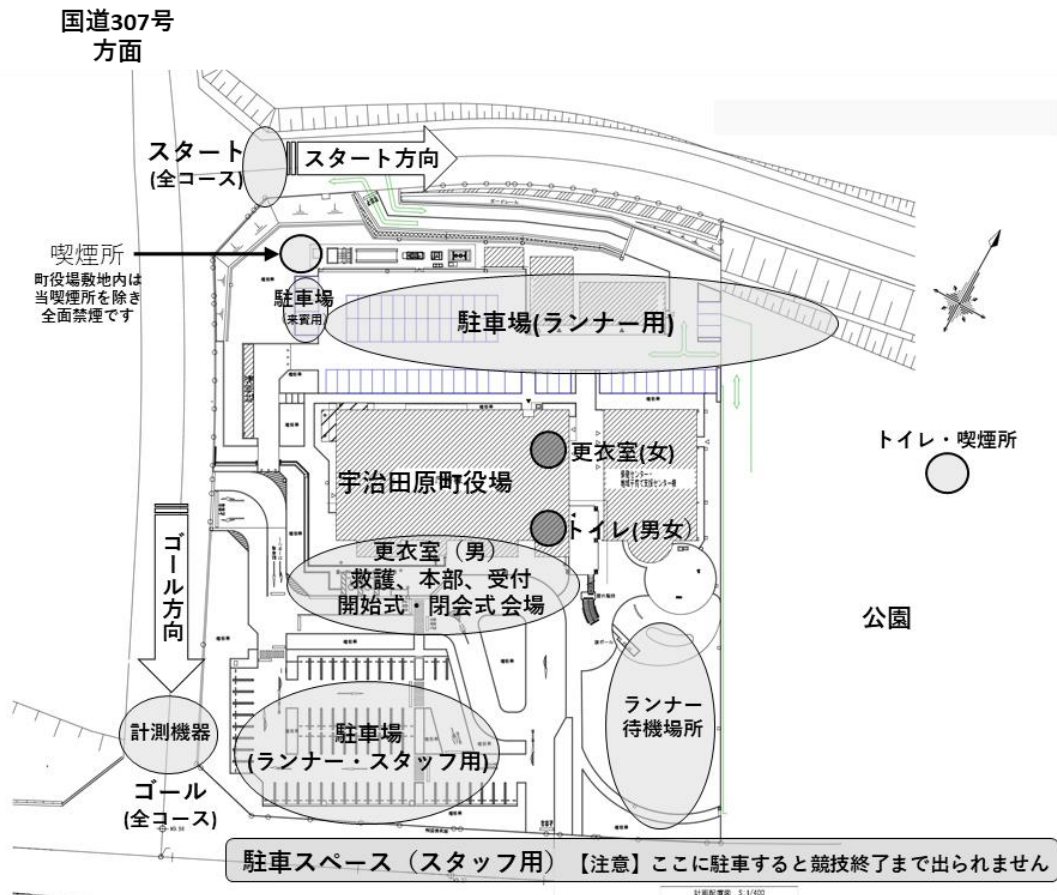 国道307号
方面
スタート
(全コース)
スタート方向
喫煙所
町役場敷地内は
当喫煙所を除き
全面禁煙です
駐車場
(来賓用)
駐車場(ランナー用)
更衣室(女)
宇治田原町役場
トイレ(男女)
トイレ・喫煙所
更衣室（男）
救護、本部、受付
開始式・閉会式 会場
公園
ゴール方向
ランナー
待機場所
計測機器
駐車場
(ランナー・スタッフ用)
ゴール
(全コース)
駐車スペース（スタッフ用）【注意】ここに駐車すると競技終了まで出られません
計画配置図 S:1/400